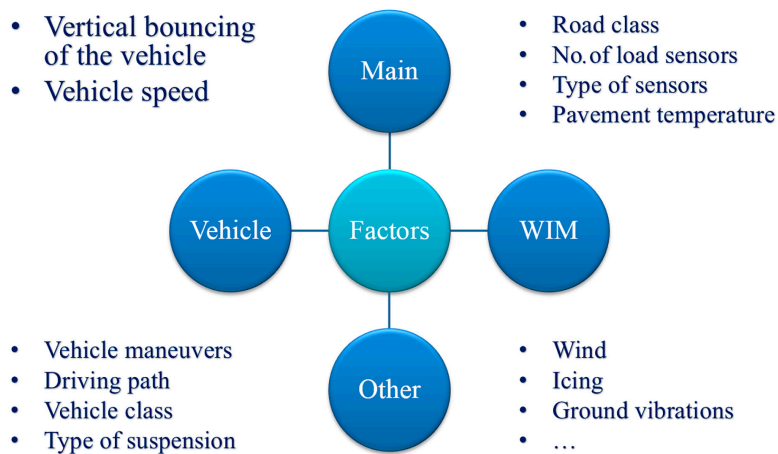 • Vertical bouncing
of the vehicle
• Vehicle speed
Main
• Road class
• No. of load sensors
• Type of sensors
• Pavement temperature
Vehicle
Factors
WIM
• Vehicle maneuvers
• Driving path
• Vehicle class
• Type of suspension
Other
• Wind
• Icing
• Ground vibrations
• …